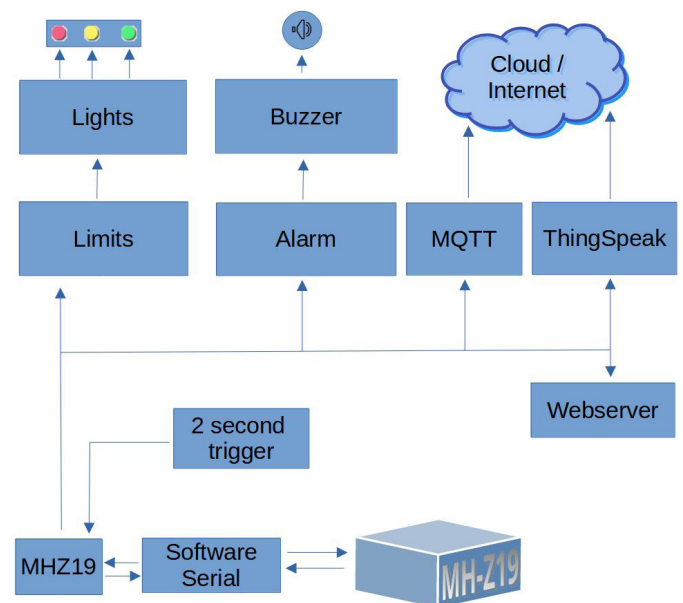 Cloud /
Internet
Lights
Buzzer
Limits
Alarm
MQTT
ThingSpeak
Webserver
2 second
trigger
MHZ19
Software
Serial
MH-Z19